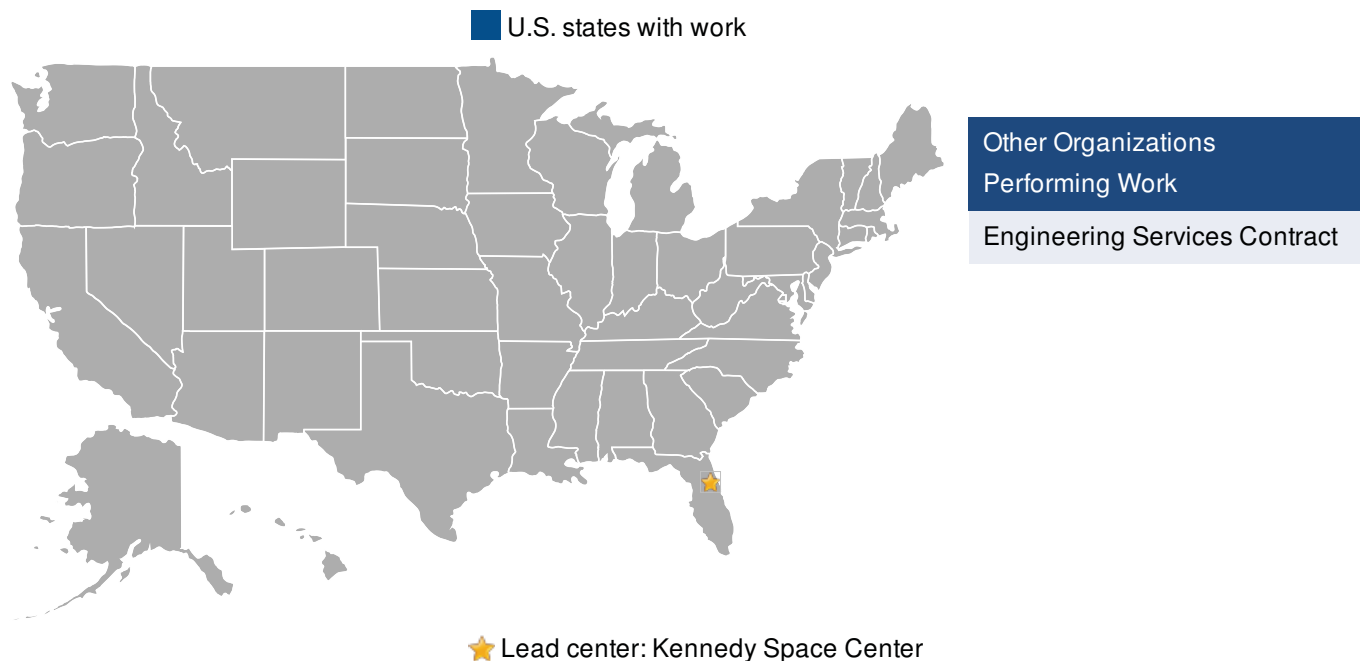 U.S. states with work
Other Organizations
Performing Work
Engineering Services Contract
Lead center: Kennedy Space Center